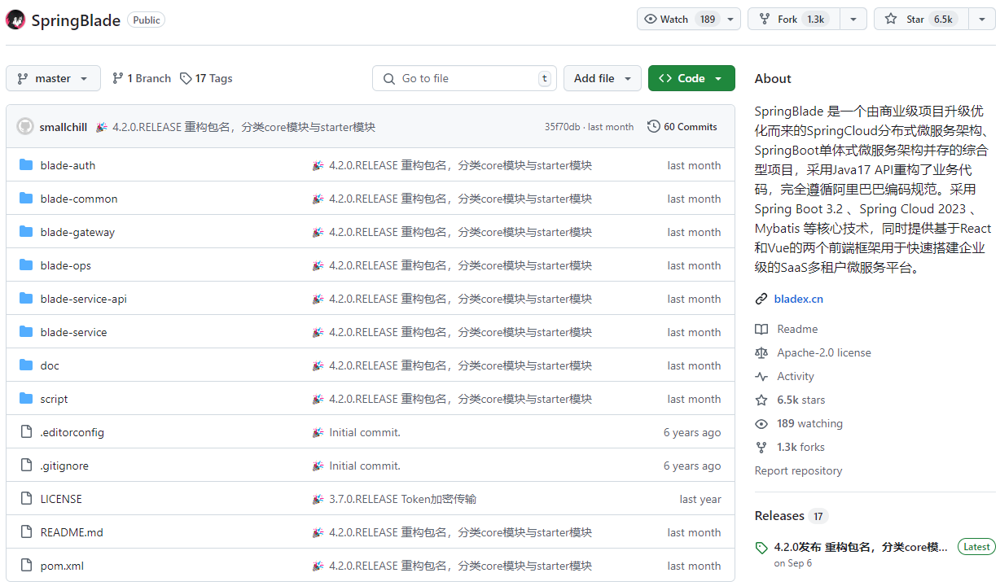 SpringBlade Public Watch 189 Fork 1.3k Star 6.5k
master 1 Branch 17 Tags Go to file t Add file Code
smallchill 4.2.0.RELEASE 重构包名，分类core模块与starter模块 35f70db · last month 60 Commits
blade-auth 4.2.0.RELEASE 重构包名，分类core模块与starter模块 last month
blade-common 4.2.0.RELEASE 重构包名，分类core模块与starter模块 last month
blade-gateway 4.2.0.RELEASE 重构包名，分类core模块与starter模块 last month
blade-ops 4.2.0.RELEASE 重构包名，分类core模块与starter模块 last month
blade-service-api 4.2.0.RELEASE 重构包名，分类core模块与starter模块 last month
blade-service 4.2.0.RELEASE 重构包名，分类core模块与starter模块 last month
doc 4.2.0.RELEASE 重构包名，分类core模块与starter模块 last month
script 4.2.0.RELEASE 重构包名，分类core模块与starter模块 last month
.editorconfig Initial commit. 6 years ago
.gitignore Initial commit. 6 years ago
LICENSE 3.7.0.RELEASE Token加密传输 last year
README.md 4.2.0.RELEASE 重构包名，分类core模块与starter模块 last month
pom.xml 4.2.0.RELEASE 重构包名，分类core模块与starter模块 last month
About
SpringBlade 是一个由商业级项目升级优
化而来的SpringCloud分布式微服务架构、
SpringBoot单体式微服务架构并存的综合
型项目，采用Java17 API重构了业务代
码，完全遵循阿里巴巴编码规范。采用
Spring Boot 3.2 、Spring Cloud 2023 、
Mybatis 等核心技术，同时提供基于React
和Vue的两个前端框架用于快速搭建企业
级的SaaS多租户微服务平台。
bladex.cn
Readme
Apache-2.0 license
Activity
6.5k stars
189 watching
1.3k forks
Report repository
Releases 17
4.2.0发布 重构包名，分类core模... Latest
on Sep 6